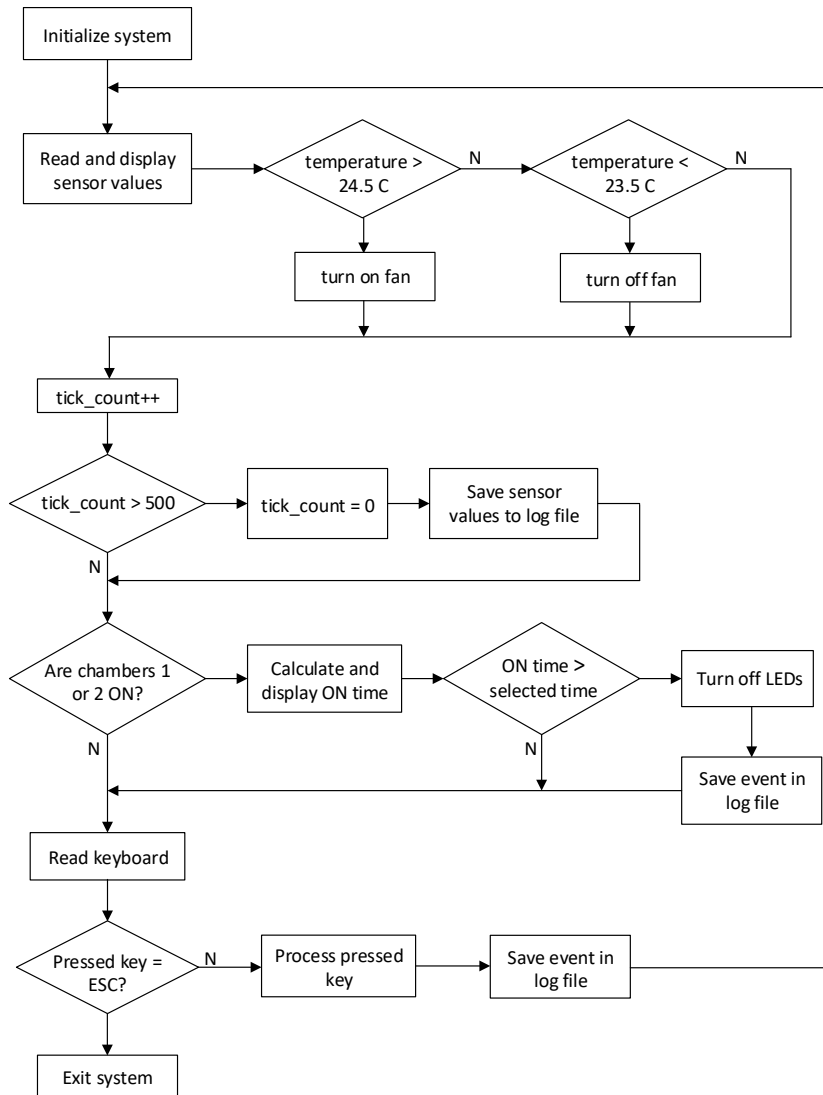 Initialize system
Read and display
sensor values
temperature >
24.5 C
N
temperature <
23.5 C
N
turn on fan
turn off fan
tick_count++
tick_count > 500
tick_count = 0
Save sensor
values to log file
N
Are chambers 1
or 2 ON?
Calculate and
display ON time
ON time >
selected time
Turn off LEDs
N
N
Save event in
log file
Read keyboard
Pressed key =
ESC?
N
Process pressed
key
Save event in
log file
Exit system